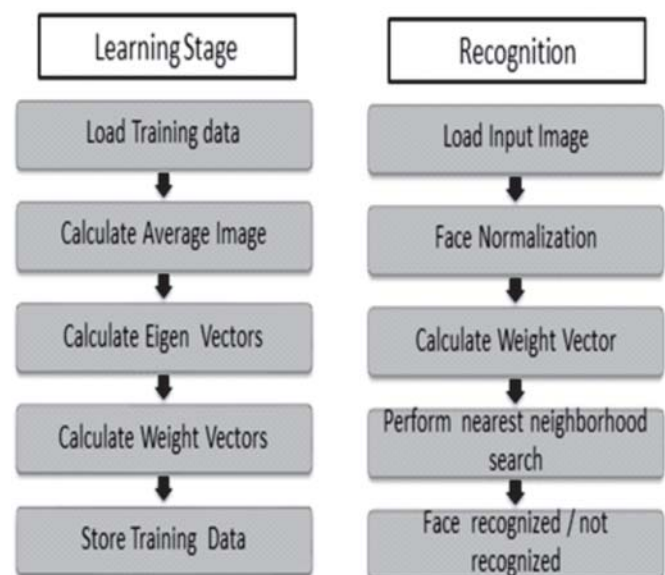 Learning Stage
Load Training data
Calculate Average Image
Calculate Eigen Vectors
Calculate Weight Vectors
Store Training Data
Recognition
Load Input Image
Face Normalization
Calculate Weight Vector
Perform nearest neighborhood
search
Face recognized / not
recognized